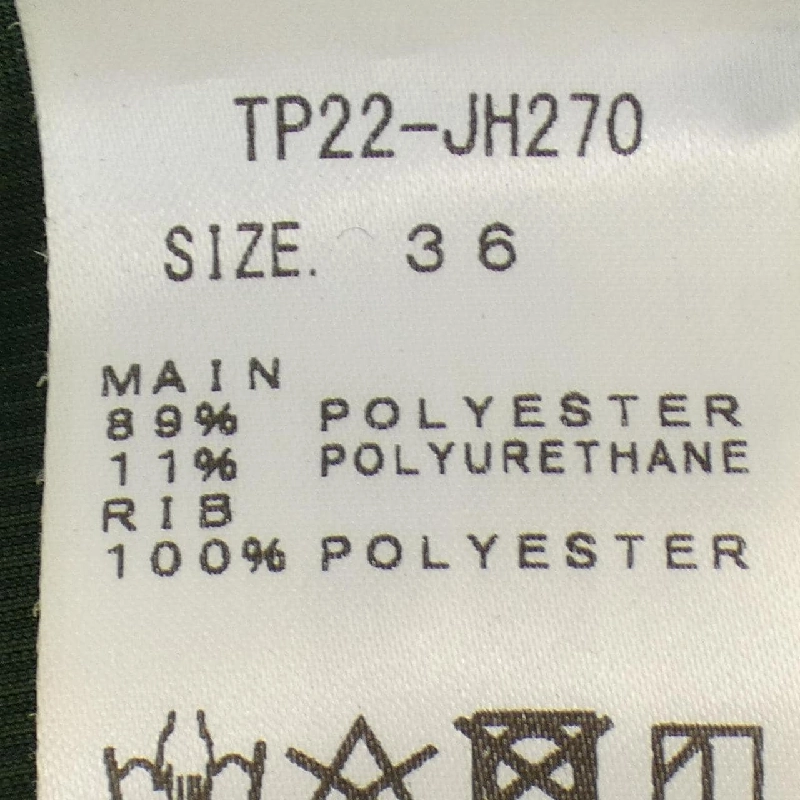 TP22-JH270
SIZE. 36
MAIN
89% POLYESTER
11% POLYURETHANE
RIB
100% POLYESTER